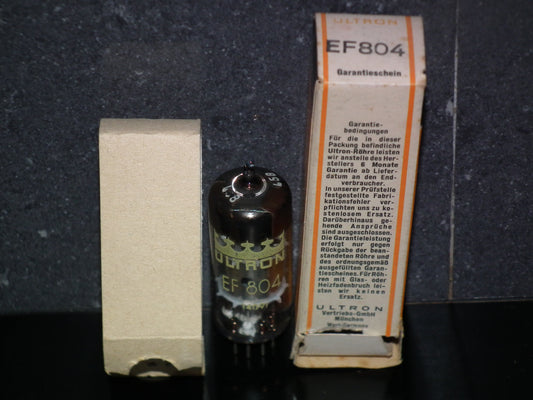 ULTRON
EF804
Garantieschein
Garantie-
bedingungen
Für die in dieser
Packung befindliche
Ultron-Röhre leisten
wir anstelle des Her-
stellers 6 Monate
Garantie ab Liefer-
datum an den End-
verbraucher.
In unserer Prüfstelle
festgestellte Fabri-
kationsfehler ver-
pflichten uns zu ko-
stenlosem Ersatz.
Darüberhinaus ge-
hende Ansprüche
sind ausgeschlossen.
Die Garantieleistung
erfolgt nur gegen
Rückgabe der bean-
standeten Röhre und
des ordnungsgemäß
ausgefüllten Garan-
tiescheines. Für Röh-
ren mit Glas- oder
Heizfadenbruch lei-
sten wir keinen
Ersatz.
ULTRON
Vertriebs-GmbH
München
West-Germany
ULTRON
EF 804